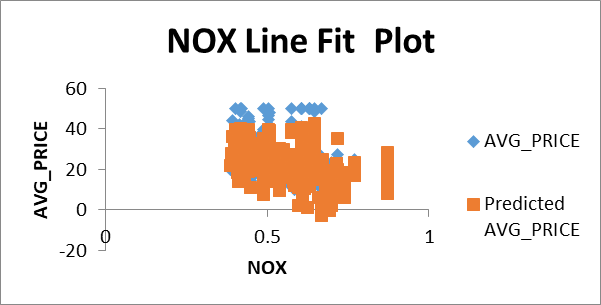 NOX Line Fit  Plot
60
40
20
0
-20
0
0.5
1
AVG_PRICE
NOX
AVG_PRICE
Predicted
AVG_PRICE